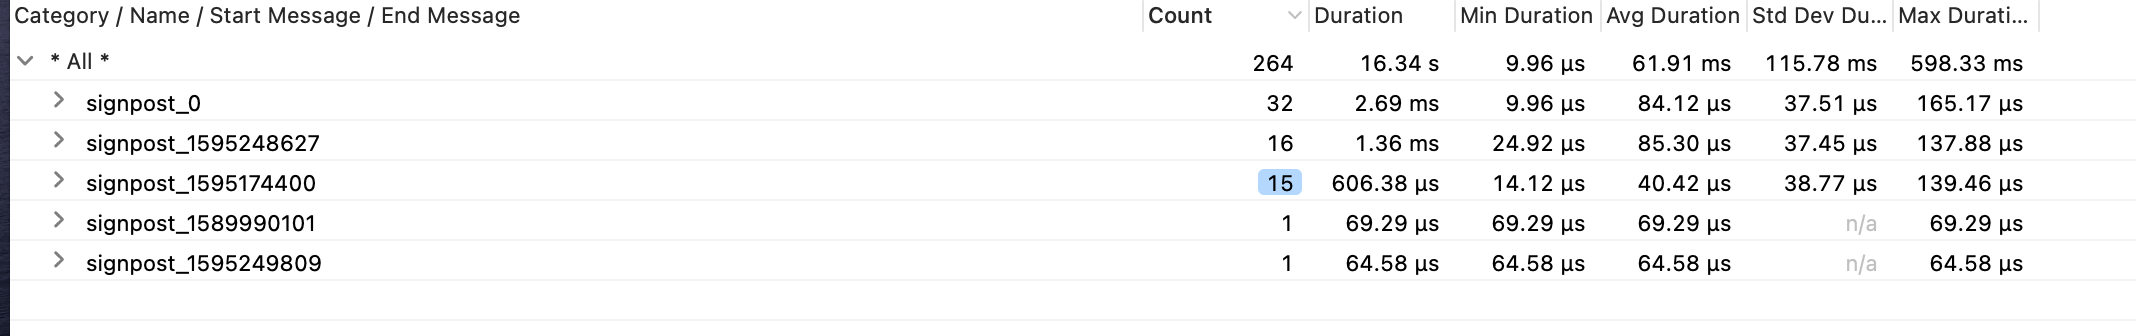 Category / Name / Start Message / End Message Count Duration Min Duration Avg Duration Std Dev Du... Max Durati...
* All * 264 16.34 s 9.96 µs 61.91 ms 115.78 ms 598.33 ms
signpost_0 32 2.69 ms 9.96 µs 84.12 µs 37.51 µs 165.17 µs
signpost_1595248627 16 1.36 ms 24.92 µs 85.30 µs 37.45 µs 137.88 µs
signpost_1595174400 15 606.38 µs 14.12 µs 40.42 µs 38.77 µs 139.46 µs
signpost_1589990101 1 69.29 µs 69.29 µs 69.29 µs n/a 69.29 µs
signpost_1595249809 1 64.58 µs 64.58 µs 64.58 µs n/a 64.58 µs